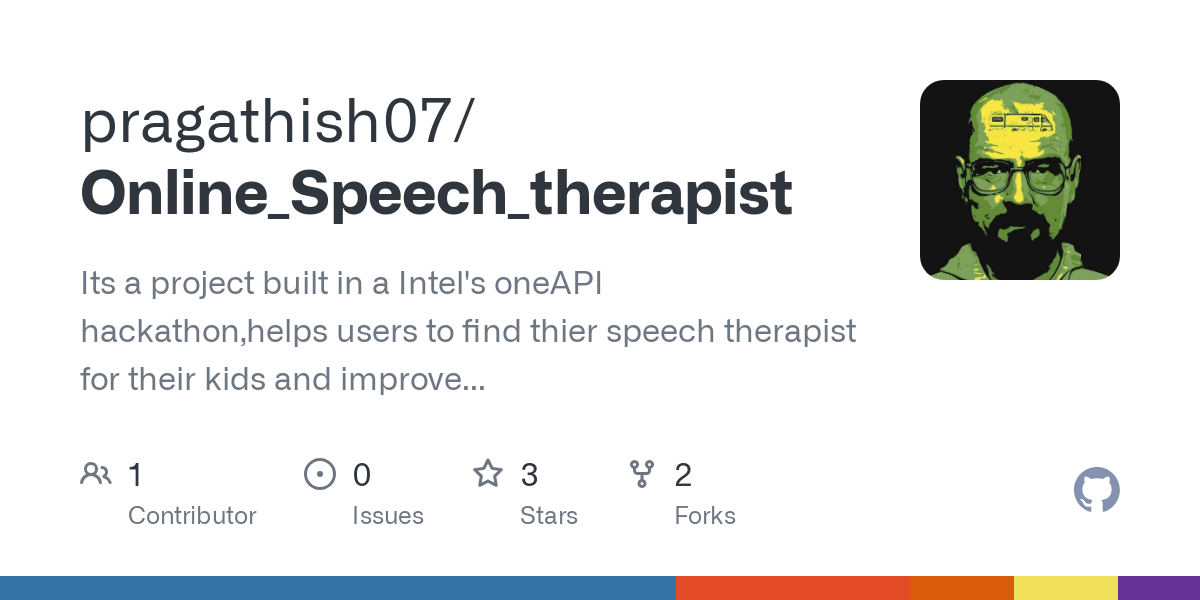 pragathish07/
Online_Speech_therapist
Its a project built in a Intel's oneAPI
hackathon,helps users to find thier speech therapist
for their kids and improve...
1
Contributor
0
Issues
3
Stars
2
Forks